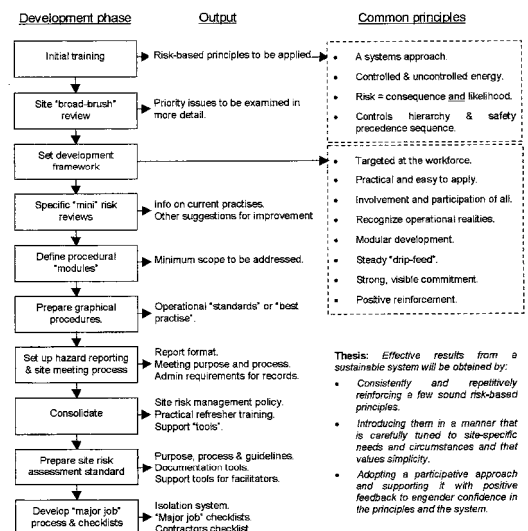 Development phase
Output
Common principles
Initial training
Risk-based principles to be applied.
Site "broad-brush"
review
Priority issues to be examined in
more detail.
Set development
framework
Specific "mini" risk
reviews
Info on current practises.
Other suggestions for improvement
Define procedural
"modules"
Minimum scope to be addressed.
Prepare graphical
procedures.
Operational "standards" or "best
practise".
Set up hazard reporting
& site meeting process
Report format.
Meeting purpose and process.
Admin requirements for records.
Consolidate
Site risk management policy.
Practical refresher training.
Support "tools".
Prepare site risk
assessment standard
Purpose, process & guidelines.
Documentation tools.
Support tools for facilitators.
Develop "major job"
process & checklists
Isolation system.
"Major job" checklists.
Contractors checklist
• A systems approach.
• Controlled & uncontrolled energy.
• Risk = consequence and likelihood.
• Controls hierarchy & safety
precedence sequence.
• Targeted at the workforce.
• Practical and easy to apply.
• Involvement and participation of all.
• Recognize operational realities.
• Modular development.
• Steady "drip-feed".
• Strong, visible commitment.
• Positive reinforcement.
Thesis: Effective results from a
sustainable system will be obtained by:
• Consistently and repetitively
reinforcing a few sound risk-based
principles.
• Introducing them in a manner that
is carefully tuned to site-specific
needs and circumstances and that
values simplicity.
• Adopting a participative approach
and supporting it with positive
feedback to engender confidence in
the principles and the system.